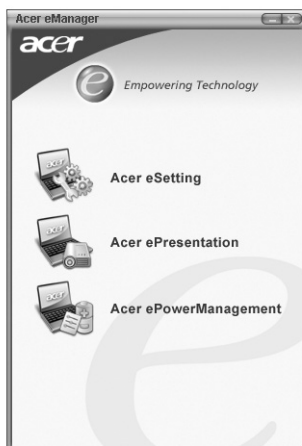 Acer eManager
acer
e Empowering Technology
Acer eSetting
Acer ePresentation
Acer ePowerManagement